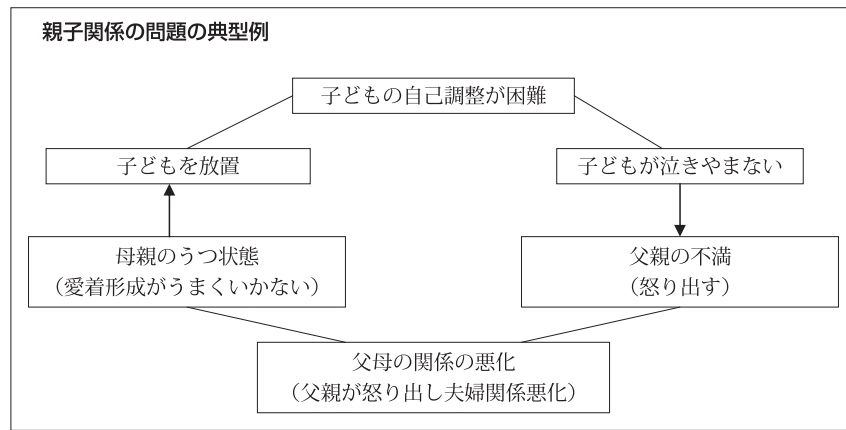 親子関係の問題の典型例
子どもの自己調整が困難
子どもを放置
子どもが泣きやまない
母親のうつ状態
（愛着形成がうまくいかない）
父親の不満
（怒り出す）
父母の関係の悪化
（父親が怒り出し夫婦関係悪化）